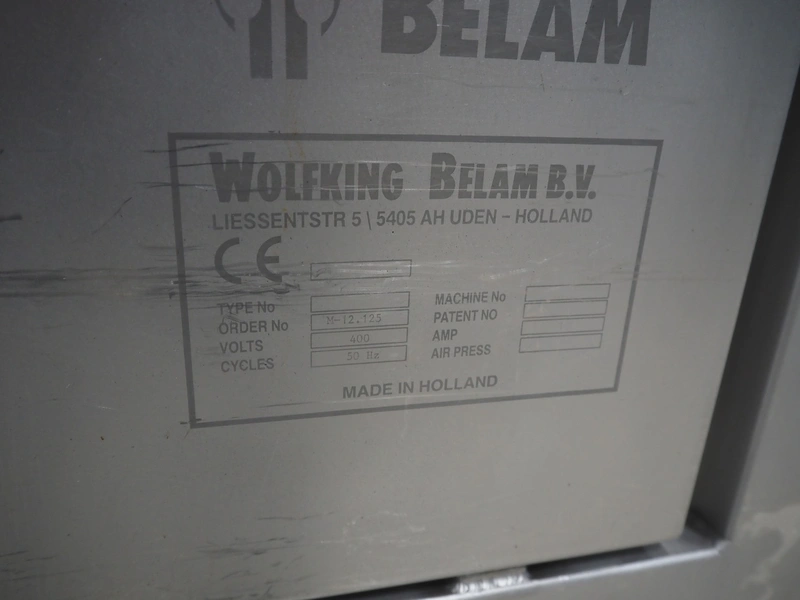 BELAM
WOLFKING BELAM B.V.
LIESSENTSTR 5 \ 5405 AH UDEN - HOLLAND
CE
TYPE No MACHINE No
ORDER No M-12.125 PATENT NO
VOLTS 400 AMP
CYCLES 50 Hz AIR PRESS
MADE IN HOLLAND